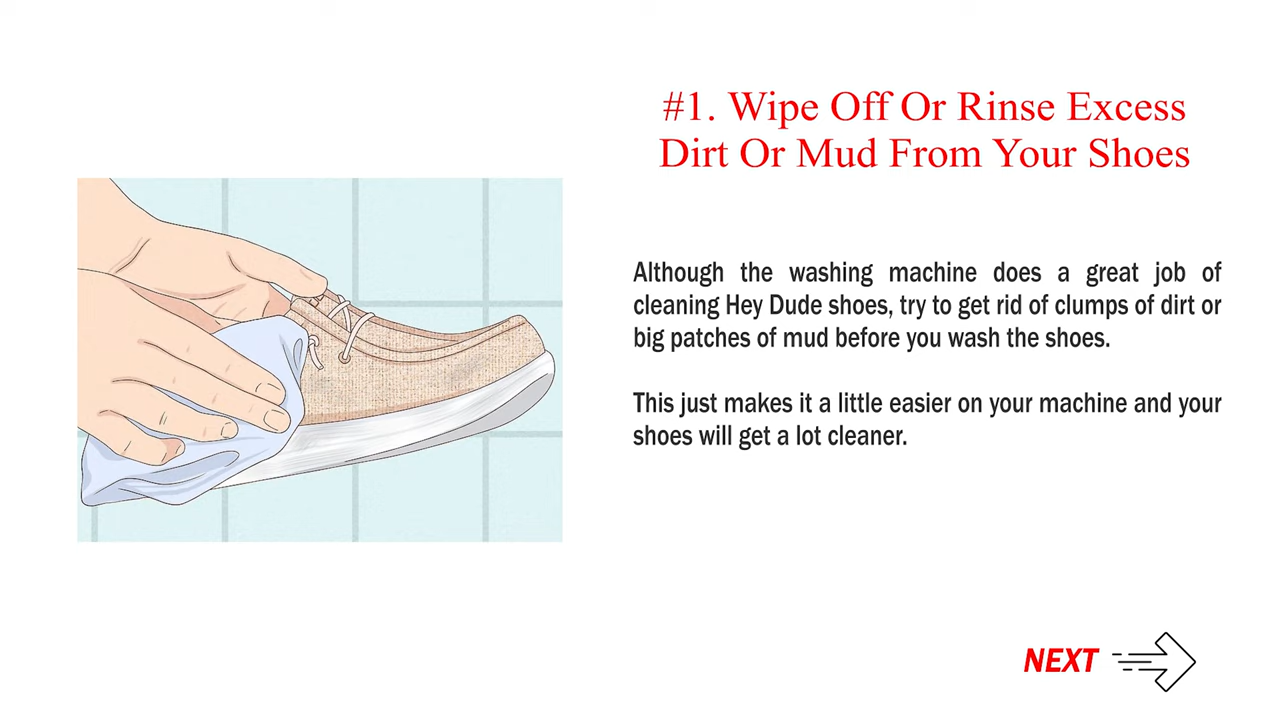 #1. Wipe Off Or Rinse Excess
Dirt Or Mud From Your Shoes
Although the washing machine does a great job of
cleaning Hey Dude shoes, try to get rid of clumps of dirt or
big patches of mud before you wash the shoes.
This just makes it a little easier on your machine and your
shoes will get a lot cleaner.
NEXT